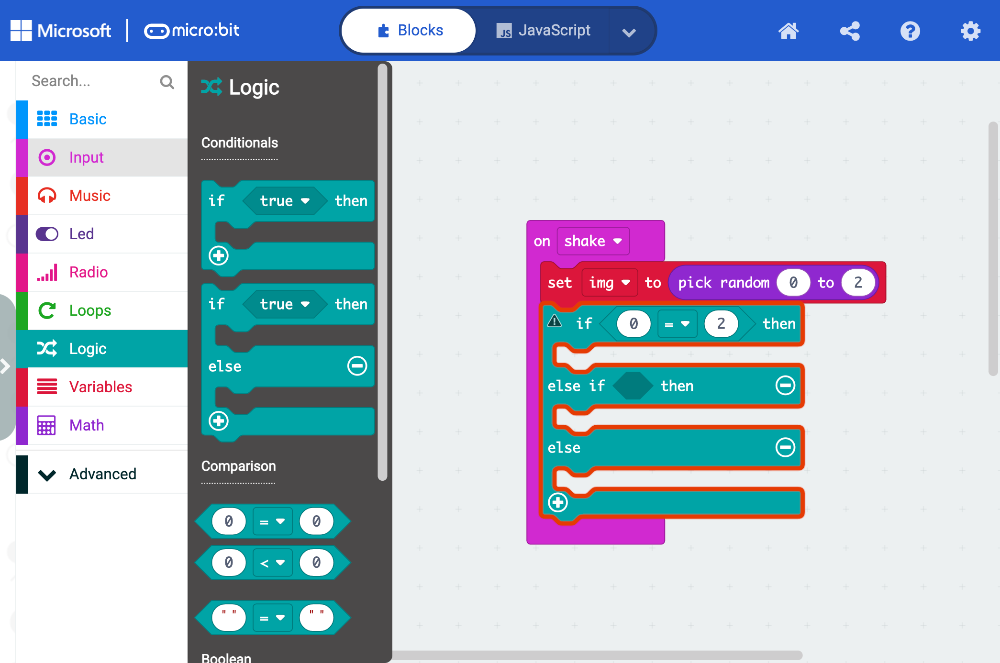 Microsoft | micro:bit
Blocks
JS JavaScript
Search...
Basic
Input
Music
Led
Radio
Loops
Logic
Variables
Math
Advanced
Logic
Conditionals
if true then
if true then
else
Comparison
0 = 0
0 < 0
" " = " "
Boolean
on shake
set img to pick random 0 to 2
if 0 = 2 then
else if then
else